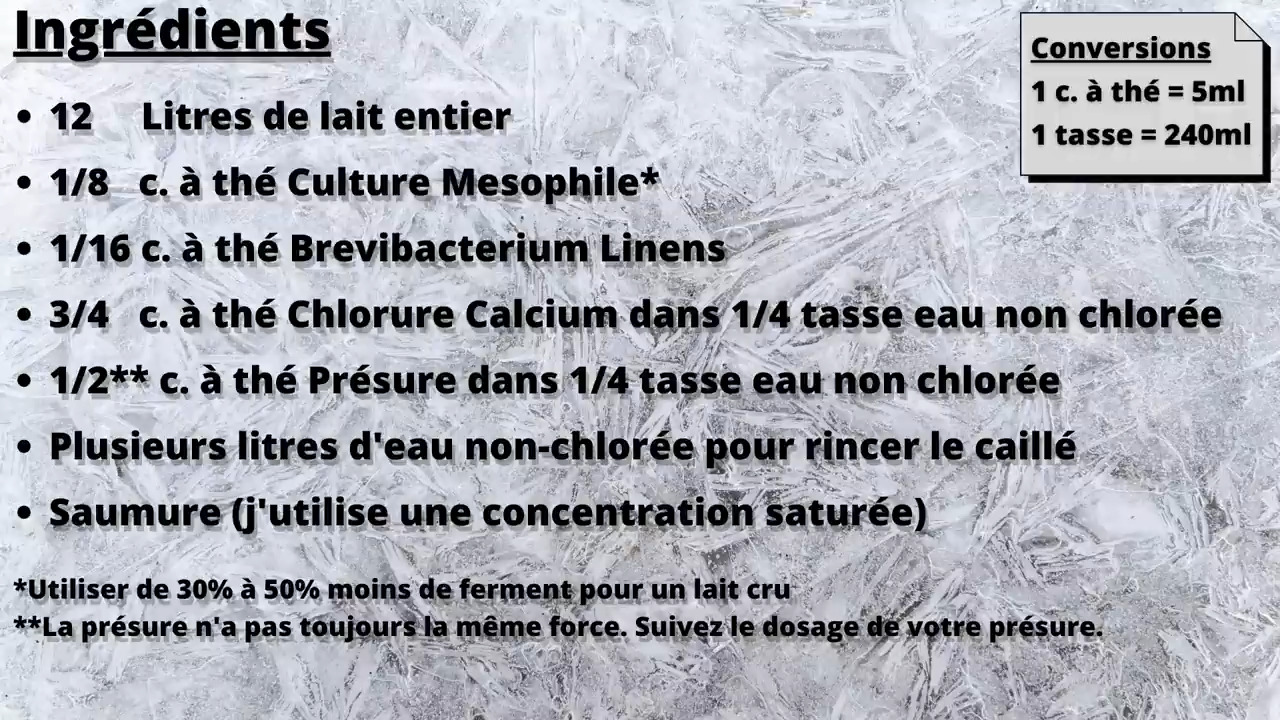 Ingrédients
• 12 Litres de lait entier
• 1/8 c. à thé Culture Mesophile*
• 1/16 c. à thé Brevibacterium Linens
• 3/4 c. à thé Chlorure Calcium dans 1/4 tasse eau non chlorée
• 1/2** c. à thé Présure dans 1/4 tasse eau non chlorée
• Plusieurs litres d'eau non-chlorée pour rincer le caillé
• Saumure (j'utilise une concentration saturée)
*Utiliser de 30% à 50% moins de ferment pour un lait cru
**La présure n'a pas toujours la même force. Suivez le dosage de votre présure.
Conversions
1 c. à thé = 5ml
1 tasse = 240ml